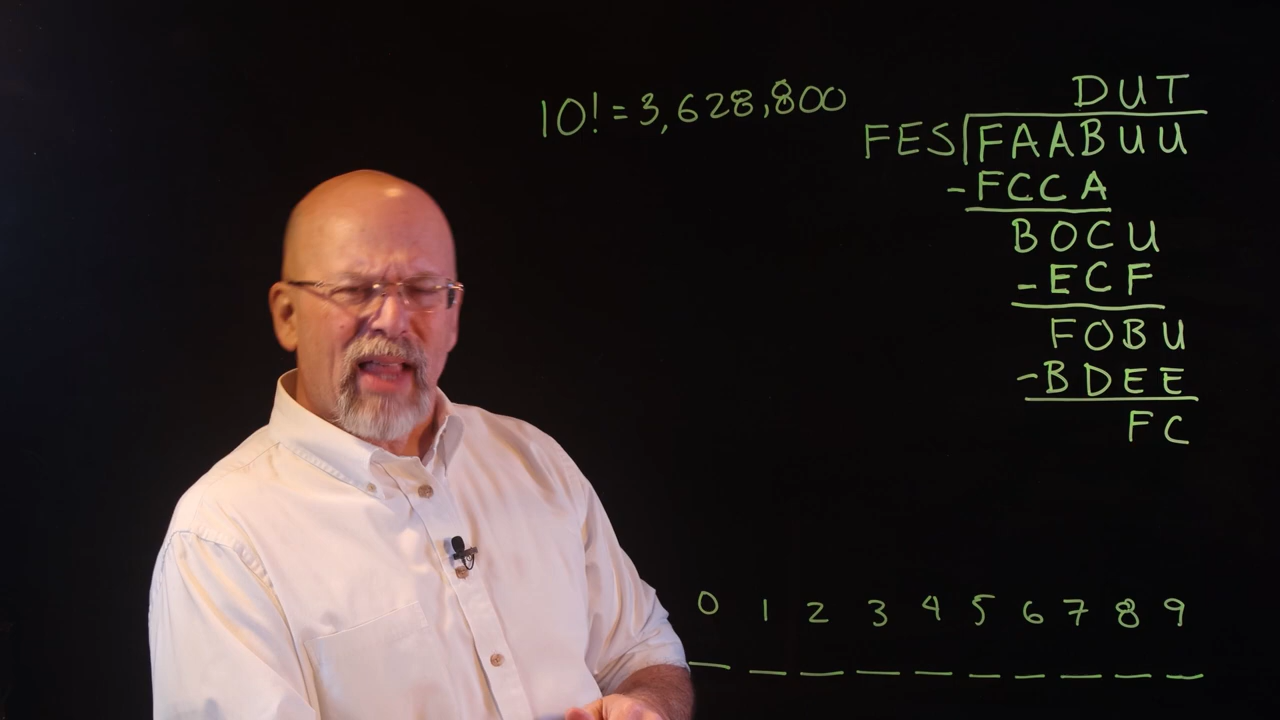 10! = 3,628,800
DUT
FES FAABUU
-FCCA
BOCU
-ECF
FOBU
-BDEE
FC
0 1 2 3 4 5 6 7 8 9